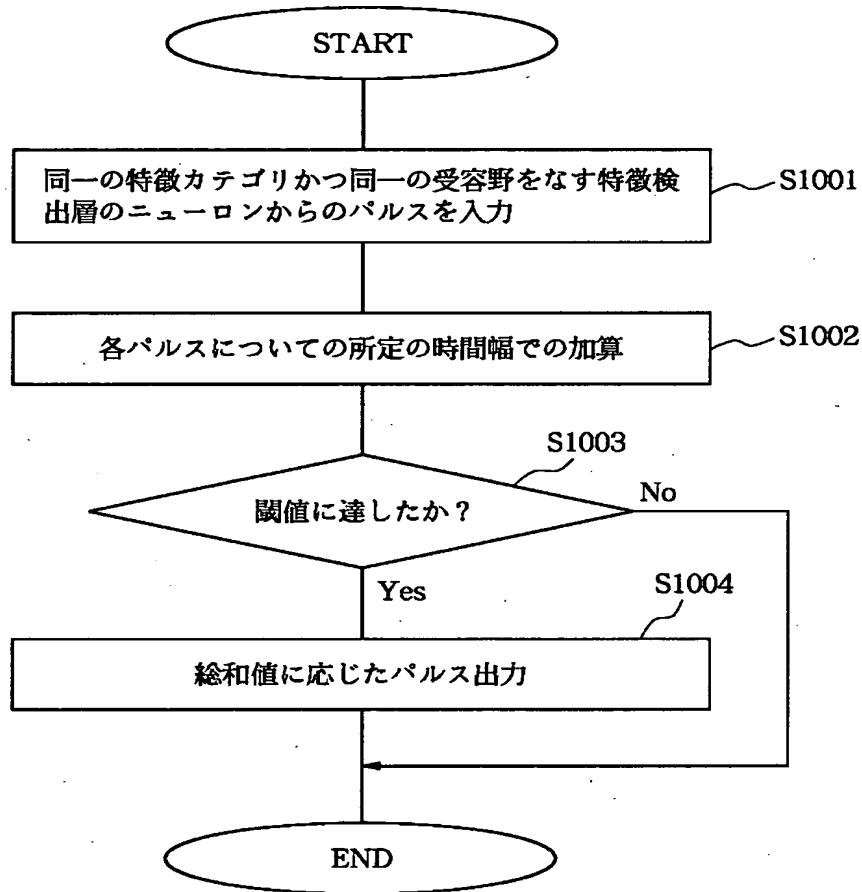 START
同一の特徴カテゴリかつ同一の受容野をなす特徴検
出層のニューロンからのパルスを入力
S1001
各パルスについての所定の時間幅での加算
S1002
S1003
閾値に達したか?
No
Yes
S1004
総和値に応じたパルス出力
END